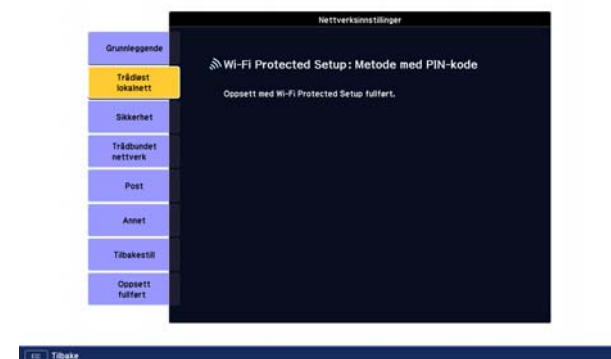 Nettverksinnstillinger
Grunnleggende
Trådløst
lokalnett
Sikkerhet
Trådbundet
nettverk
Post
Annet
Tilbakestill
Oppsett
fullført
Wi-Fi Protected Setup: Metode med PIN-kode
Oppsett med Wi-Fi Protected Setup fullført.
Tilbake